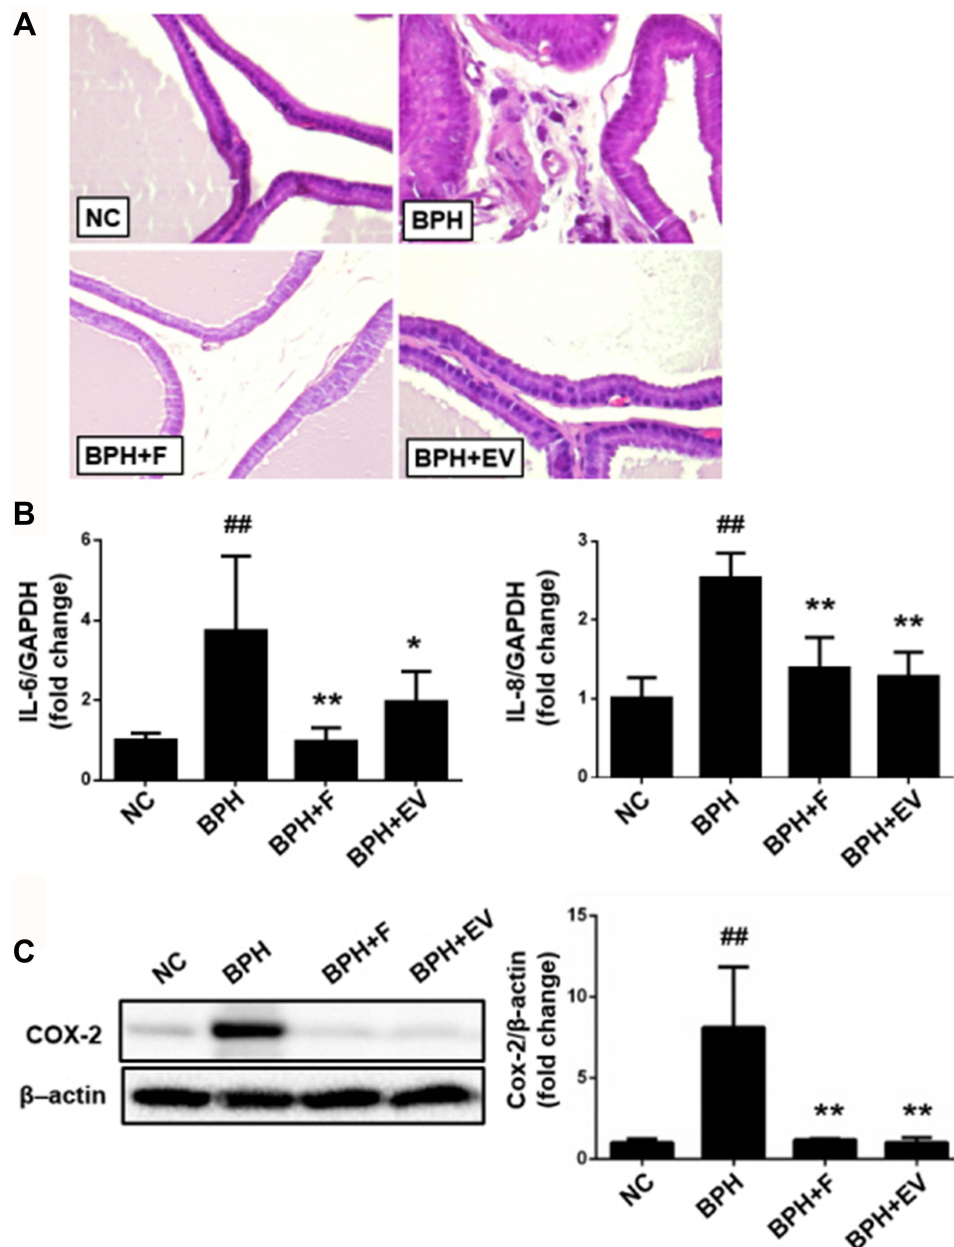 A
NC
BPH
BPH+F
BPH+EV
B
IL-6/GAPDH
(fold change)
6
4
2
0
##
**
*
NC
BPH
BPH+F
BPH+EV
IL-8/GAPDH
(fold change)
3
2
1
0
##
**
**
NC
BPH
BPH+F
BPH+EV
C
NC
BPH
BPH+F
BPH+EV
COX-2
β–actin
Cox-2/β-actin
(fold change)
15
10
5
0
##
**
**
NC
BPH
BPH+F
BPH+EV